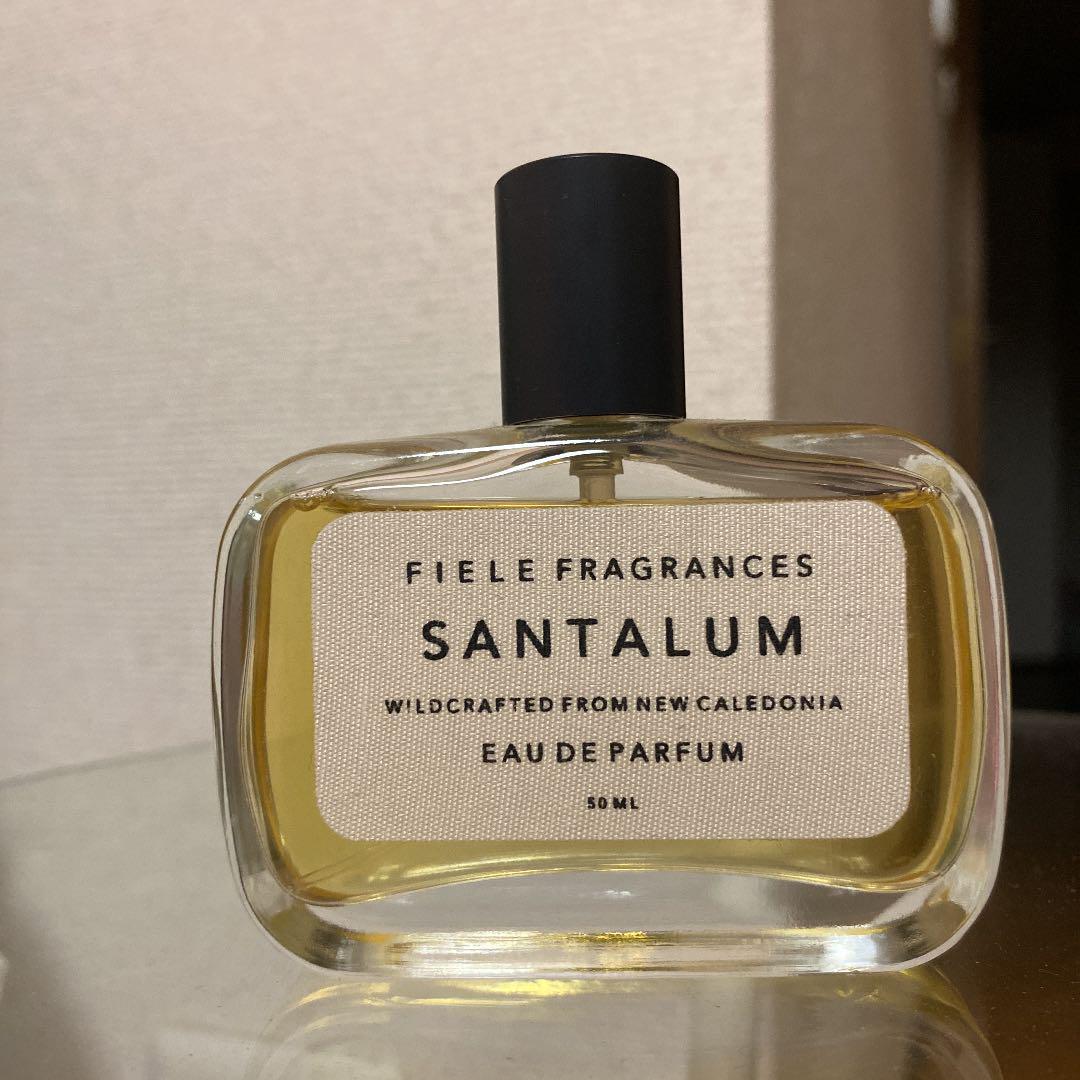 FIELE FRAGRANCES
SANTALUM
WILDCRAFTED FROM NEW CALEDONIA
EAU DE PARFUM
50 ML